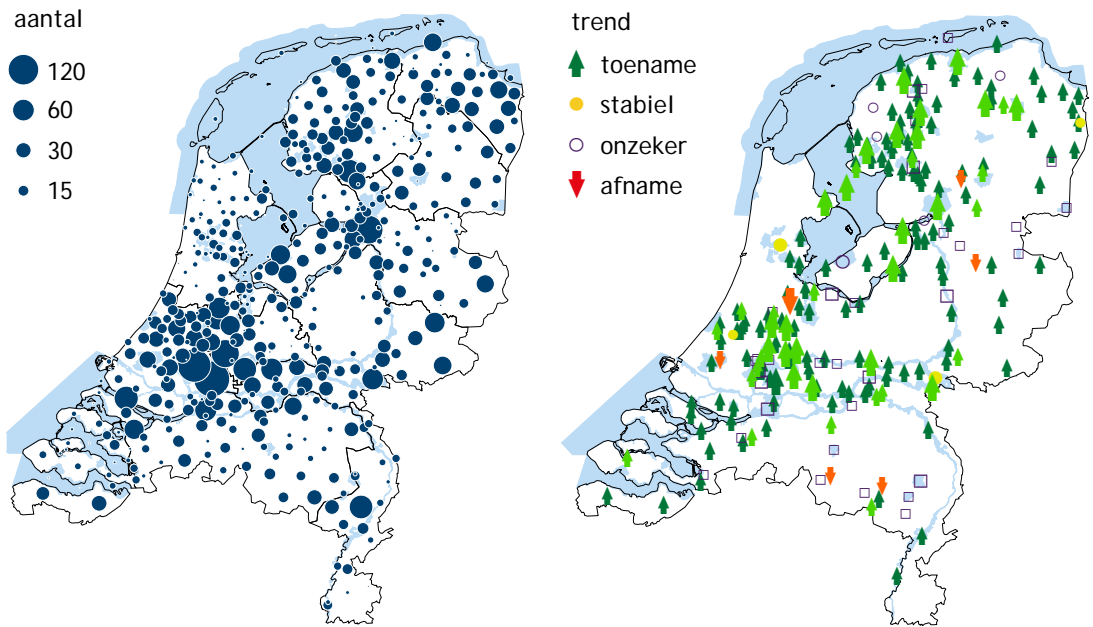 aantal
120
60
30
15
trend
toename
stabiel
onzeker
afname